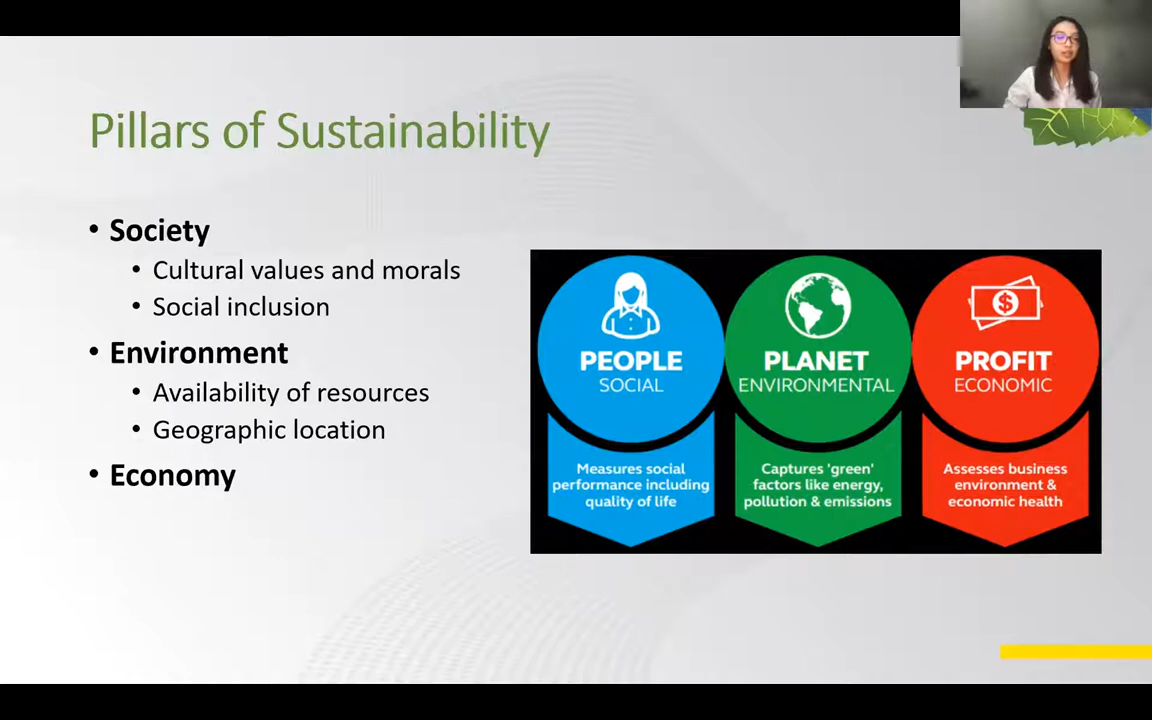 Pillars of Sustainability
• Society
• Cultural values and morals
• Social inclusion
• Environment
• Availability of resources
• Geographic location
• Economy
PEOPLE
SOCIAL
Measures social
performance including
quality of life
PLANET
ENVIRONMENTAL
Captures 'green'
factors like energy,
pollution & emissions
$
PROFIT
ECONOMIC
Assesses business
environment &
economic health